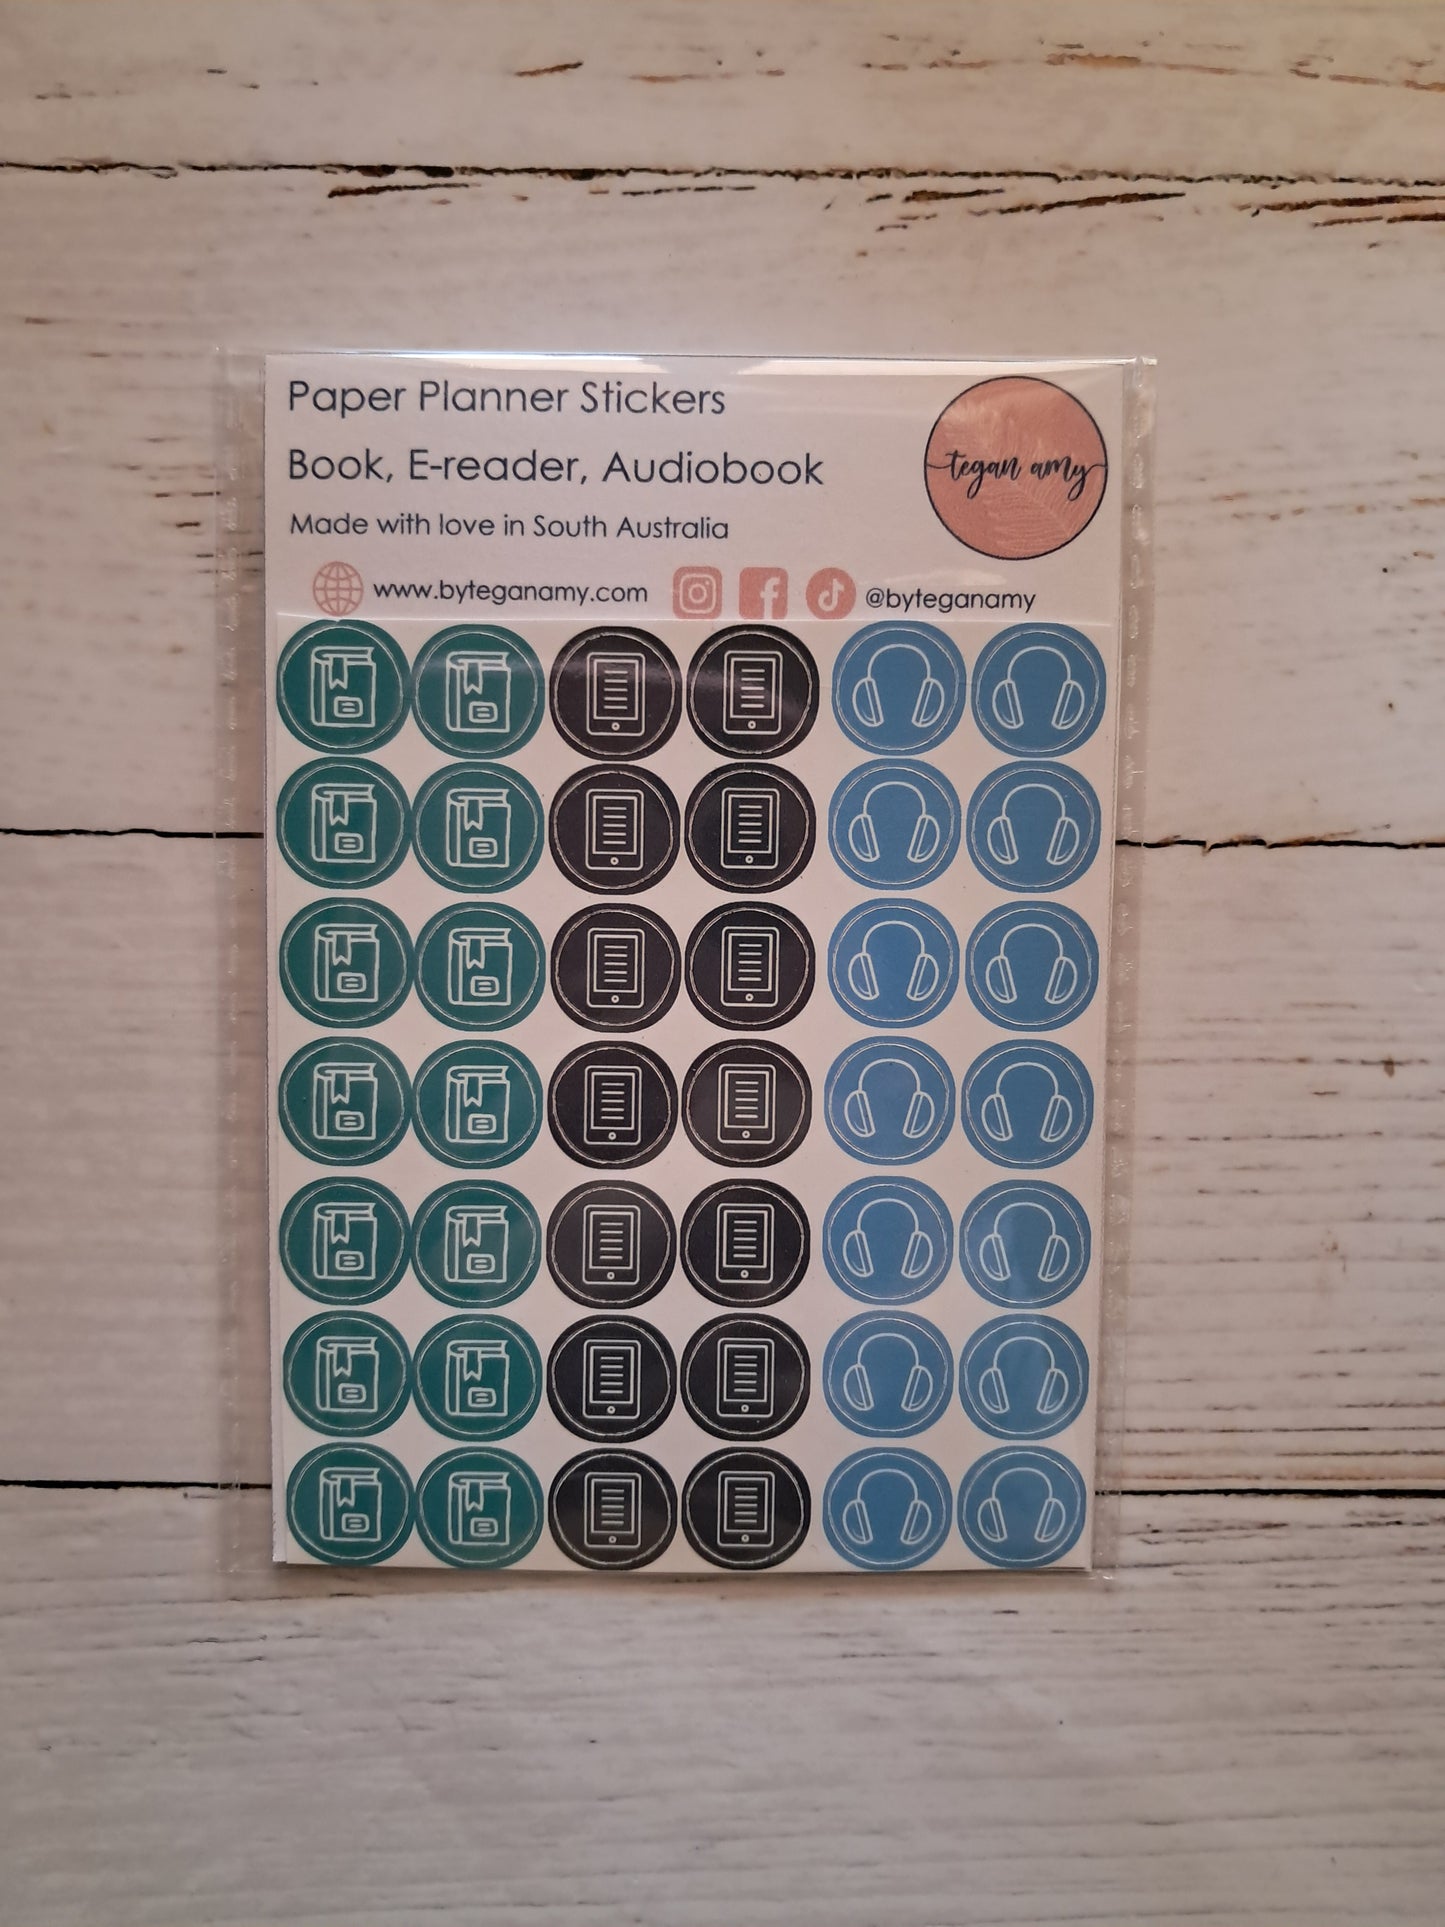 Paper Planner Stickers
Book, E-reader, Audiobook
Made with love in South Australia
tegan amy
www.byteganamy.com @byteganamy